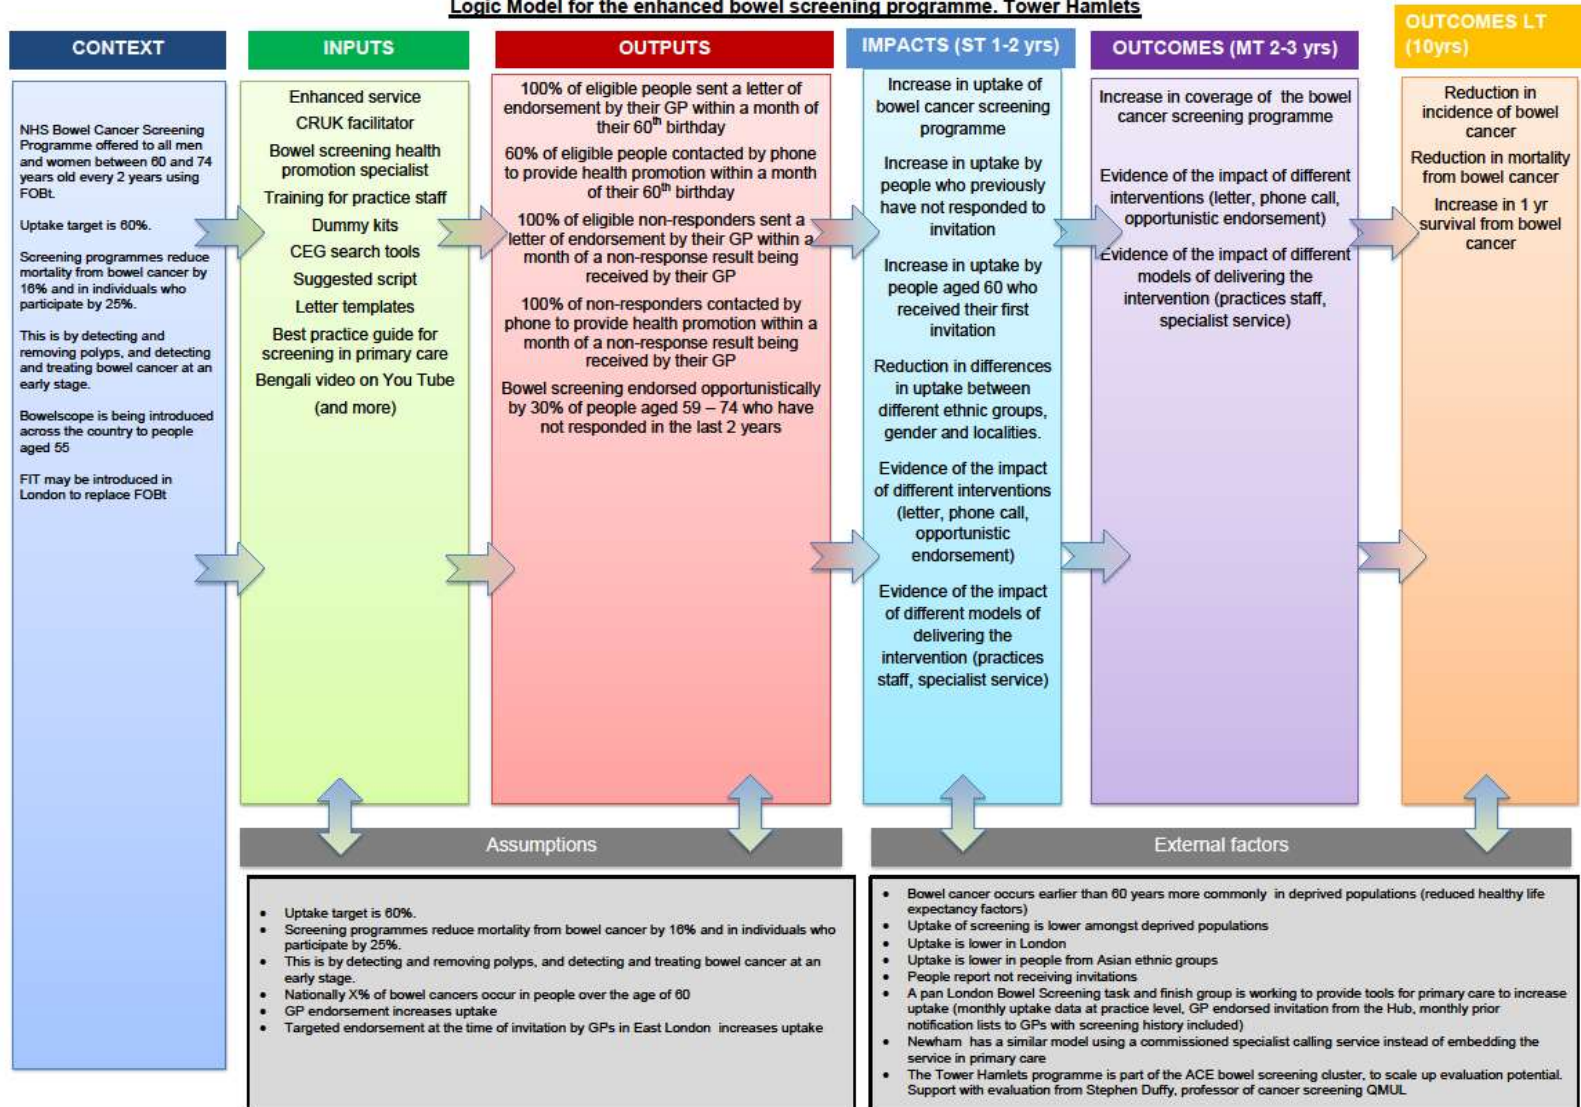 Logic Model for the enhanced bowel screening programme. Tower Hamlets
CONTEXT
NHS Bowel Cancer Screening
Programme offered to all men
and women between 60 and 74
years old every 2 years using
FOBt.
Uptake target is 60%.
Screening programmes reduce
mortality from bowel cancer by
16% and in individuals who
participate by 25%.
This is by detecting and
removing polyps, and detecting
and treating bowel cancer at an
early stage.
Bowelscope is being introduced
across the country to people
aged 55
FIT may be introduced in
London to replace FOBt
INPUTS
Enhanced service
CRUK facilitator
Bowel screening health
promotion specialist
Training for practice staff
Dummy kits
CEG search tools
Suggested script
Letter templates
Best practice guide for
screening in primary care
Bengali video on You Tube
(and more)
OUTPUTS
100% of eligible people sent a letter of
endorsement by their GP within a month of
their 60th birthday
60% of eligible people contacted by phone
to provide health promotion within a month
of their 60th birthday
100% of eligible non-responders sent a
letter of endorsement by their GP within a
month of a non-response result being
received by their GP
100% of non-responders contacted by
phone to provide health promotion within a
month of a non-response result being
received by their GP
Bowel screening endorsed opportunistically
by 30% of people aged 59 – 74 who have
not responded in the last 2 years
IMPACTS (ST 1-2 yrs)
Increase in uptake of
bowel cancer screening
programme
Increase in uptake by
people who previously
have not responded to
invitation
Increase in uptake by
people aged 60 who
received their first
invitation
Reduction in differences
in uptake between
different ethnic groups,
gender and localities.
Evidence of the impact
of different interventions
(letter, phone call,
opportunistic
endorsement)
Evidence of the impact
of different models of
delivering the
intervention (practices
staff, specialist service)
OUTCOMES (MT 2-3 yrs)
Increase in coverage of the bowel
cancer screening programme
Evidence of the impact of different
interventions (letter, phone call,
opportunistic endorsement)
Evidence of the impact of different
models of delivering the
intervention (practices staff,
specialist service)
OUTCOMES LT
(10yrs)
Reduction in
incidence of bowel
cancer
Reduction in mortality
from bowel cancer
Increase in 1 yr
survival from bowel
cancer
Assumptions
• Uptake target is 60%.
• Screening programmes reduce mortality from bowel cancer by 16% and in individuals who
participate by 25%.
• This is by detecting and removing polyps, and detecting and treating bowel cancer at an
early stage.
• Nationally X% of bowel cancers occur in people over the age of 60
• GP endorsement increases uptake
• Targeted endorsement at the time of invitation by GPs in East London increases uptake
External factors
• Bowel cancer occurs earlier than 60 years more commonly in deprived populations (reduced healthy life
expectancy factors)
• Uptake of screening is lower amongst deprived populations
• Uptake is lower in London
• Uptake is lower in people from Asian ethnic groups
• People report not receiving invitations
• A pan London Bowel Screening task and finish group is working to provide tools for primary care to increase
uptake (monthly uptake data at practice level, GP endorsed invitation from the Hub, monthly prior
notification lists to GPs with screening history included)
• Newham has a similar model using a commissioned specialist calling service instead of embedding the
service in primary care
• The Tower Hamlets programme is part of the ACE bowel screening cluster, to scale up evaluation potential.
Support with evaluation from Stephen Duffy, professor of cancer screening QMUL